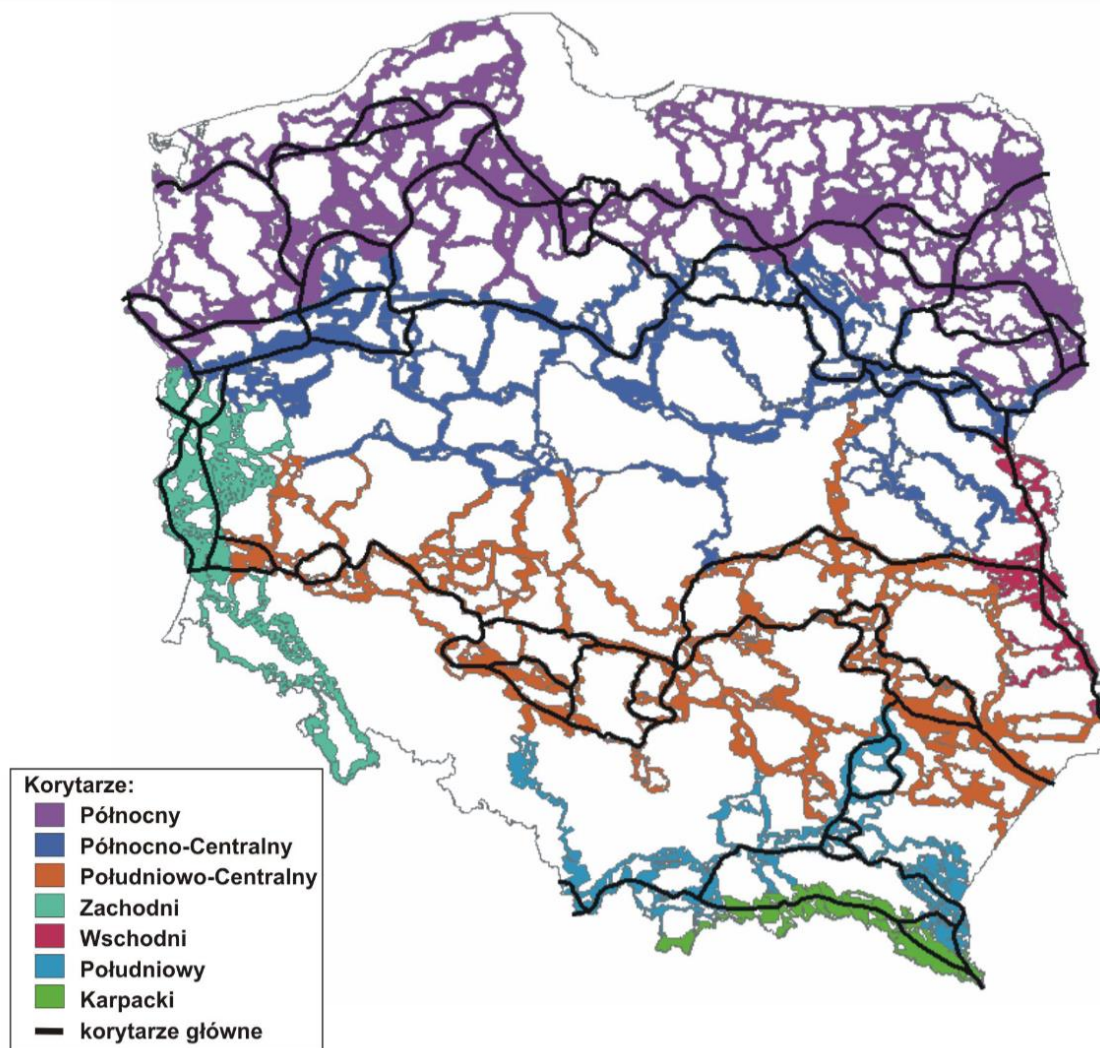 Korytarze:
Północny
Północno-Centralny
Południowo-Centralny
Zachodni
Wschodni
Południowy
Karpacki
korytarze główne